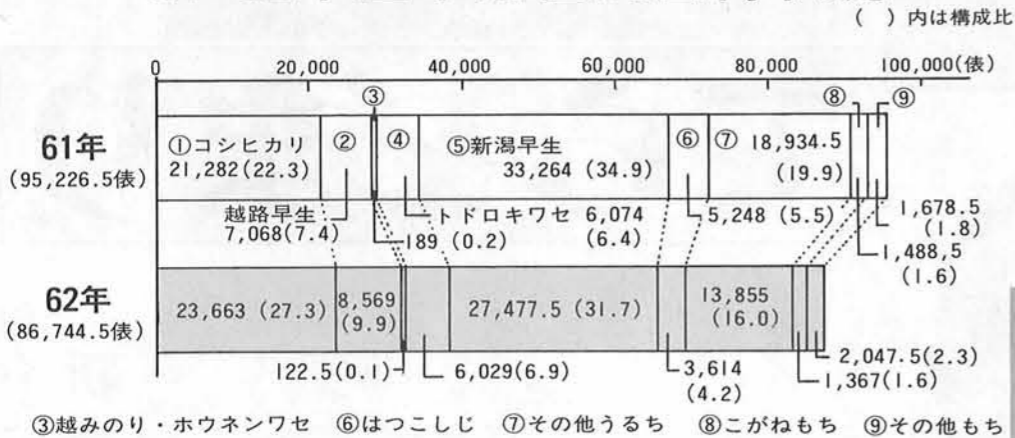 ( ) 内は構成比
0 20,000 40,000 60,000 80,000 100,000(俵)
③ ⑧ ⑨
61年
(95,226.5俵)
①コシヒカリ
21,282(22.3)
②
④
⑤新潟早生
33,264 (34.9)
⑥
⑦ 18,934.5
(19.9)
越路早生
7,068(7.4)
189 (0.2)
トドロキワセ 6,074
(6.4)
5,248 (5.5)
1,678.5
(1.8)
1,488,5
(1.6)
62年
(86,744.5俵)
23,663 (27.3)
8,569
(9.9)
27,477.5 (31.7)
13,855
(16.0)
122.5(0.1)
6,029(6.9)
3,614
(4.2)
2,047.5(2.3)
1,367(1.6)
③越みのり・ホウネンワセ ⑥はつこしじ ⑦その他うるち ⑧こがねもち ⑨その他もち